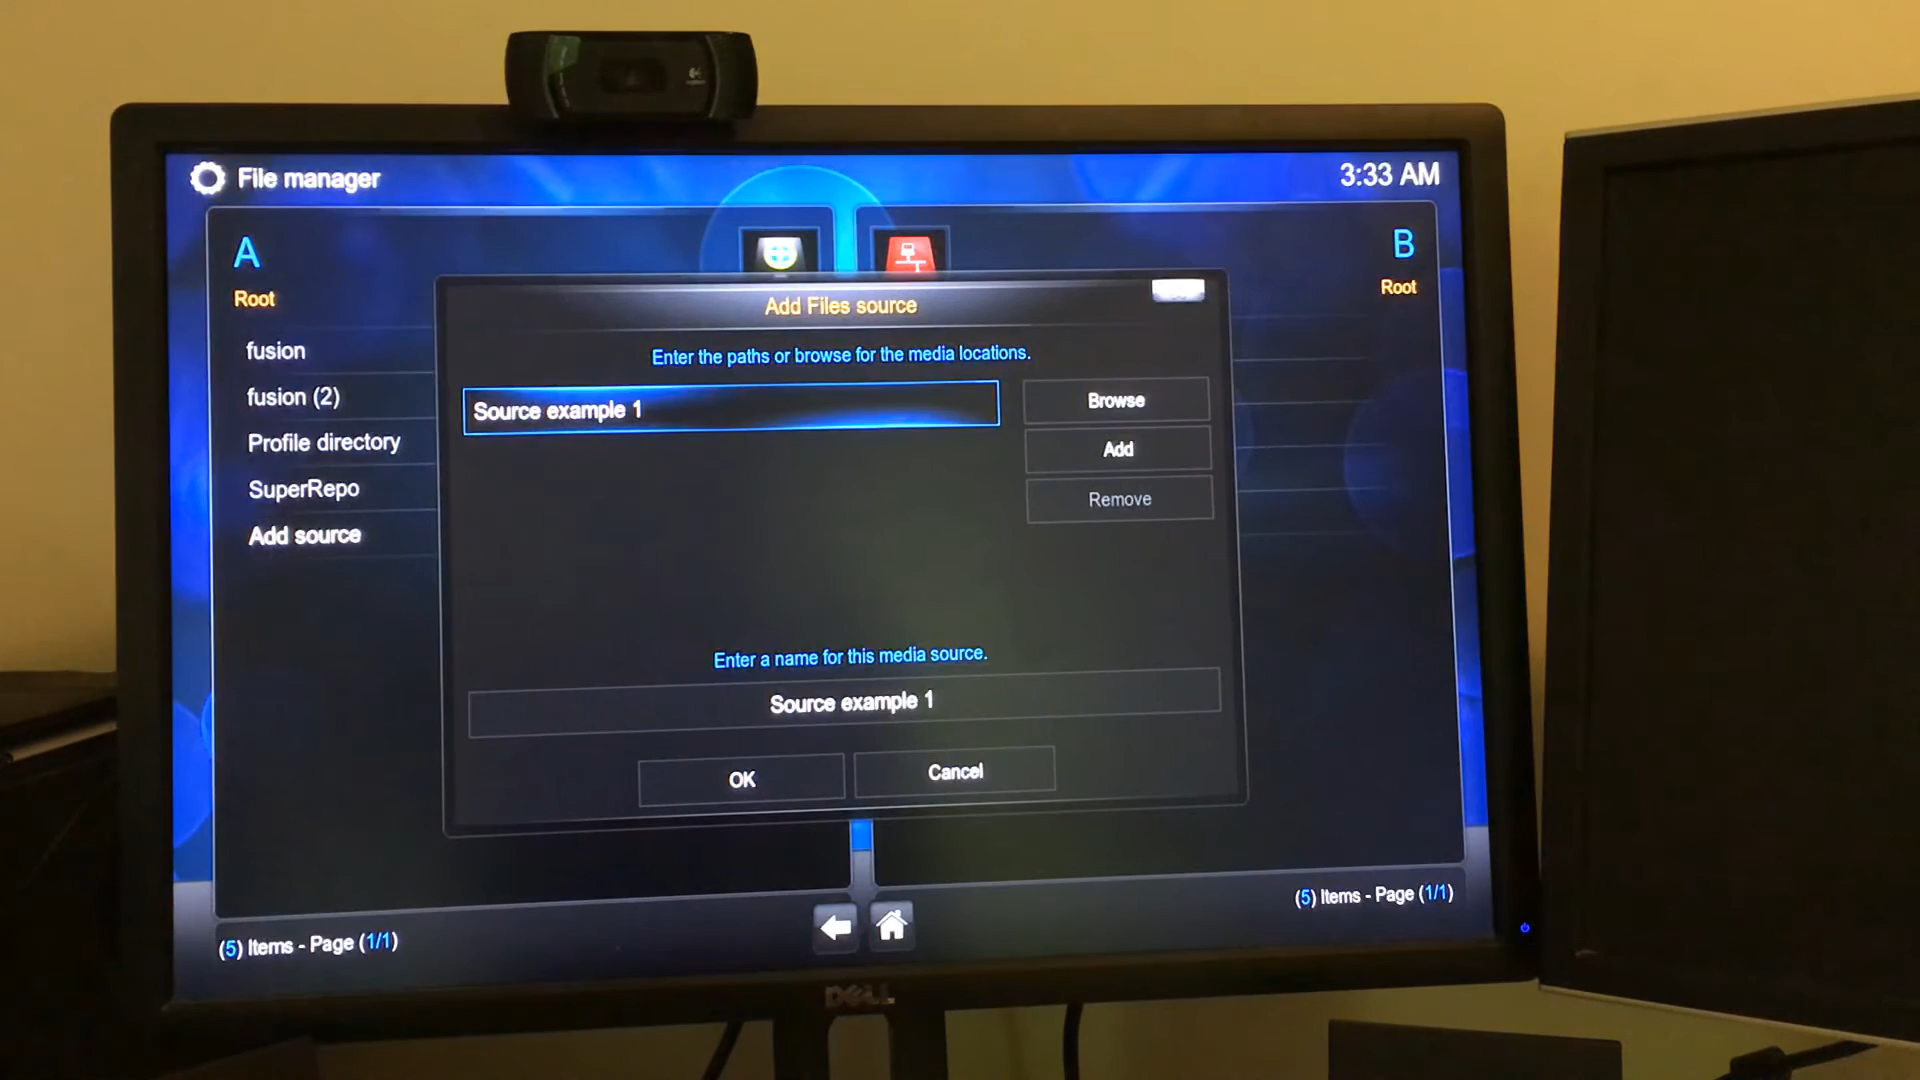 File manager
3:33 AM
A
B
Root
Root
fusion
fusion (2)
Profile directory
SuperRepo
Add source
Add Files source
Enter the paths or browse for the media locations.
Source example 1
Browse
Add
Remove
Enter a name for this media source.
Source example 1
OK
Cancel
(5) Items - Page (1/1)
(5) Items - Page (1/1)
DELL